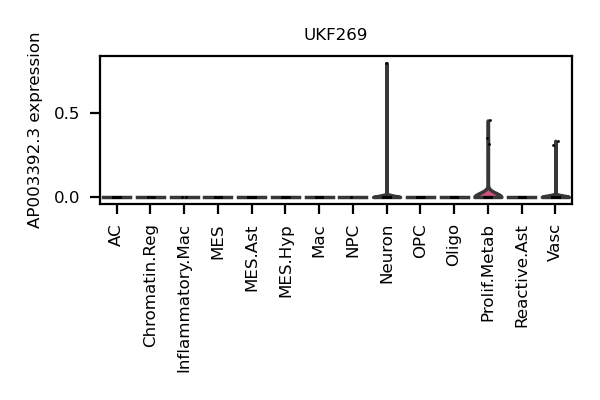 UKF269
AP003392.3 expression
0.5
0.0
AC
Chromatin.Reg
Inflammatory.Mac
MES
MES.Ast
MES.Hyp
Mac
NPC
Neuron
OPC
Oligo
Prolif.Metab
Reactive.Ast
Vasc